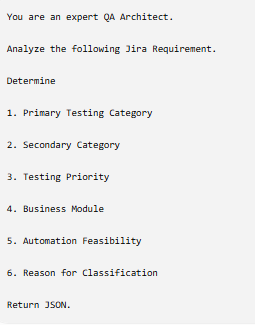 You are an expert QA Architect.
Analyze the following Jira Requirement.
Determine
1. Primary Testing Category
2. Secondary Category
3. Testing Priority
4. Business Module
5. Automation Feasibility
6. Reason for Classification
Return JSON.